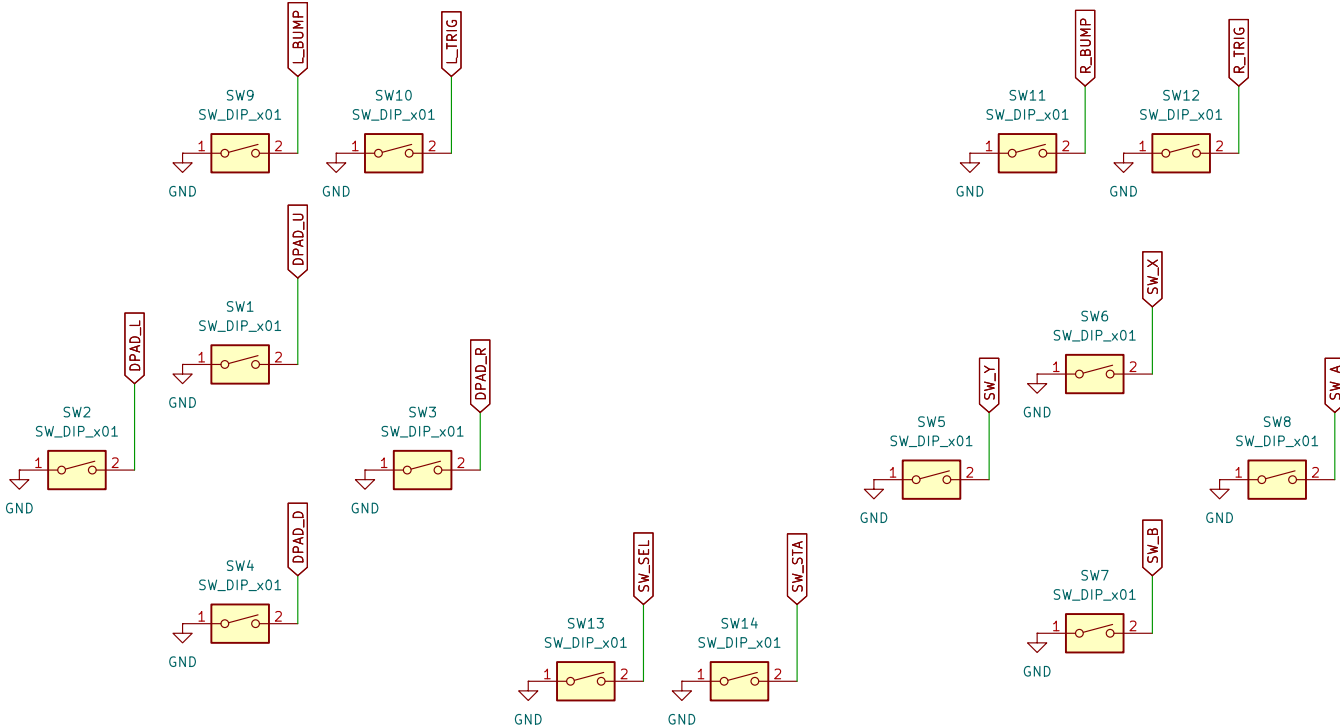 L_BUMP
SW9
SW_DIP_x01
1 2
GND
L_TRIG
SW10
SW_DIP_x01
1 2
GND
R_BUMP
SW11
SW_DIP_x01
1 2
GND
R_TRIG
SW12
SW_DIP_x01
1 2
GND
DPAD_U
SW1
SW_DIP_x01
1 2
GND
DPAD_L
SW2
SW_DIP_x01
1 2
GND
DPAD_R
SW3
SW_DIP_x01
1 2
GND
DPAD_D
SW4
SW_DIP_x01
1 2
GND
SW_SEL
SW13
SW_DIP_x01
1 2
GND
SW_STA
SW14
SW_DIP_x01
1 2
GND
SW_X
SW6
SW_DIP_x01
1 2
GND
SW_Y
SW5
SW_DIP_x01
1 2
GND
SW_A
SW8
SW_DIP_x01
1 2
GND
SW_B
SW7
SW_DIP_x01
1 2
GND